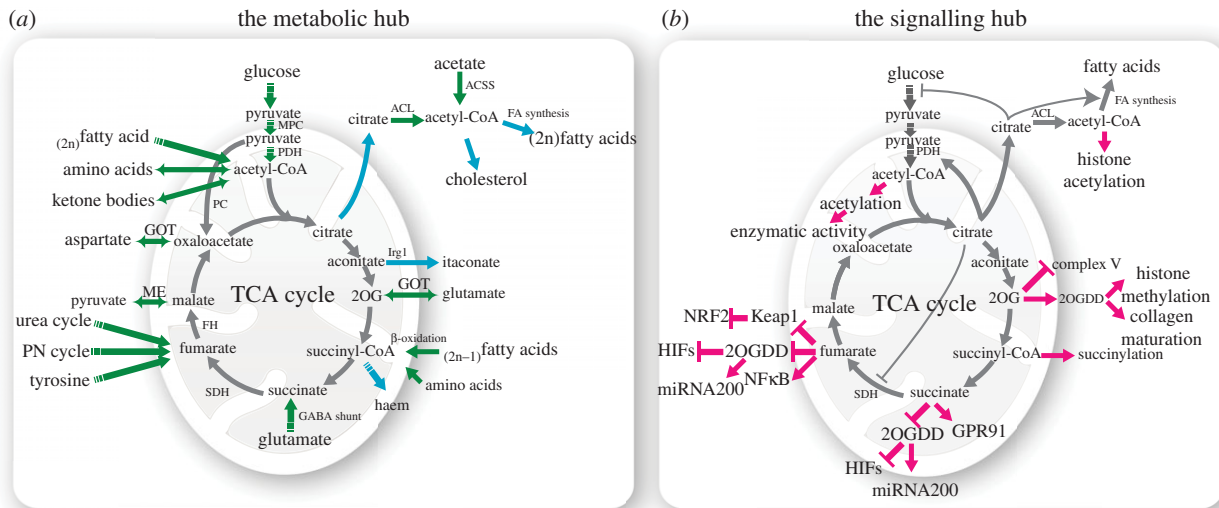 (a) the metabolic hub
glucose
pyruvate
MPC
pyruvate
PDH
acetyl-CoA
(2n)fatty acid
amino acids
ketone bodies
PC
citrate
ACL
acetate
ACSS
acetyl-CoA
FA synthesis
(2n)fatty acids
cholesterol
aspartate
GOT
oxaloacetate
citrate
aconitate
Irg1
itaconate
TCA cycle
2OG
GOT
glutamate
pyruvate
ME
malate
urea cycle
FH
PN cycle
fumarate
tyrosine
succinyl-CoA
β-oxidation
(2n–1)fatty acids
amino acids
haem
SDH
succinate
GABA shunt
glutamate
(b) the signalling hub
glucose
pyruvate
pyruvate
PDH
acetyl-CoA
acetylation
enzymatic activity
oxaloacetate
fatty acids
FA synthesis
citrate
ACL
acetyl-CoA
histone
acetylation
citrate
aconitate
complex V
TCA cycle
2OG
2OGDD
histone
methylation
collagen
maturation
malate
NRF2
Keap1
HIFs
2OGDD
fumarate
miRNA200
NFκB
succinyl-CoA
succinylation
SDH
succinate
2OGDD
GPR91
HIFs
miRNA200